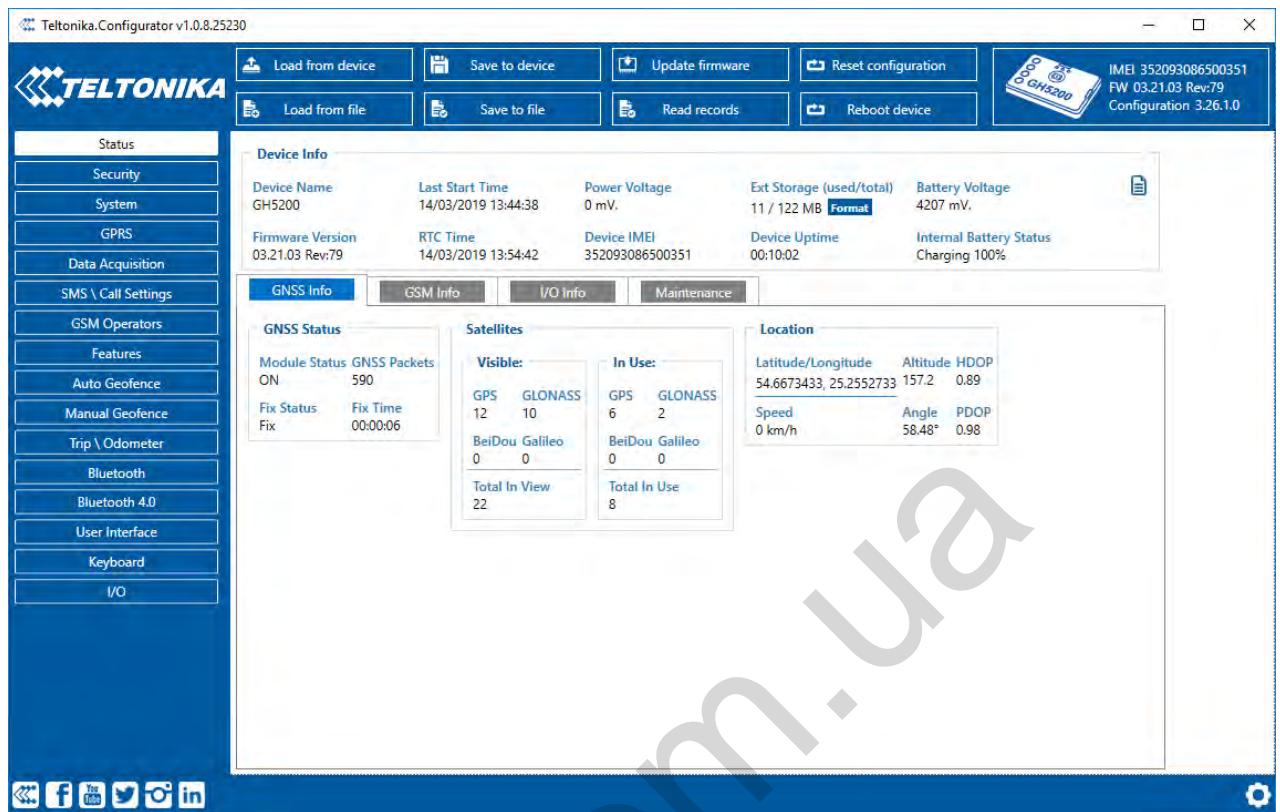 Teltonika.Configurator v1.0.8.25230
TELTONIKA
Load from device
Save to device
Update firmware
Reset configuration
Load from file
Save to file
Read records
Reboot device
GH5200
IMEI 352093086500351
FW 03.21.03 Rev:79
Configuration 3.26.1.0
Status
Security
System
GPRS
Data Acquisition
SMS \ Call Settings
GSM Operators
Features
Auto Geofence
Manual Geofence
Trip \ Odometer
Bluetooth
Bluetooth 4.0
User Interface
Keyboard
I/O
Device Info
Device Name Last Start Time Power Voltage Ext Storage (used/total) Battery Voltage
GH5200 14/03/2019 13:44:38 0 mV. 11 / 122 MB Format 4207 mV.
Firmware Version RTC Time Device IMEI Device Uptime Internal Battery Status
03.21.03 Rev:79 14/03/2019 13:54:42 352093086500351 00:10:02 Charging 100%
GNSS Info GSM Info I/O Info Maintenance
GNSS Status
Module Status GNSS Packets
ON 590
Fix Status Fix Time
Fix 00:00:06
Satellites
Visible:
GPS GLONASS
12 10
BeiDou Galileo
0 0
Total In View
22
In Use:
GPS GLONASS
6 2
BeiDou Galileo
0 0
Total In Use
8
Location
Latitude/Longitude Altitude HDOP
54.6673433, 25.2552733 157.2 0.89
Speed Angle PDOP
0 km/h 58.48° 0.98
You Tube
om.ua